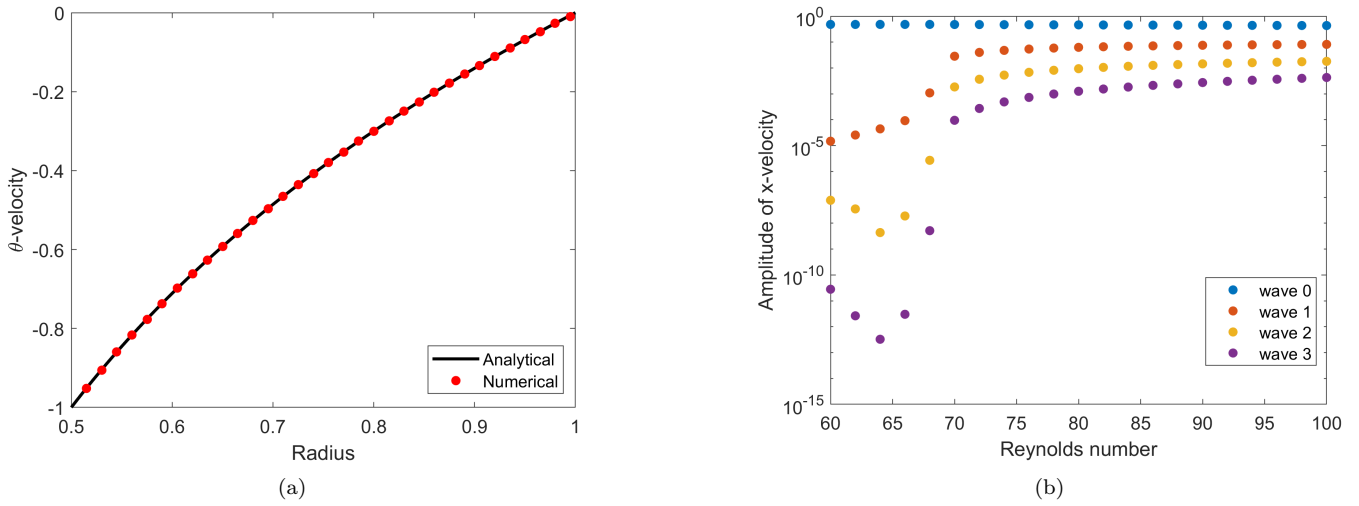 0
-0.2
-0.4
-0.6
-0.8
-1
θ-velocity
0.5 0.6 0.7 0.8 0.9 1
Radius
Analytical
Numerical
(a)
10^0
10^-5
10^-10
10^-15
Amplitude of x-velocity
60 65 70 75 80 85 90 95 100
Reynolds number
wave 0
wave 1
wave 2
wave 3
(b)